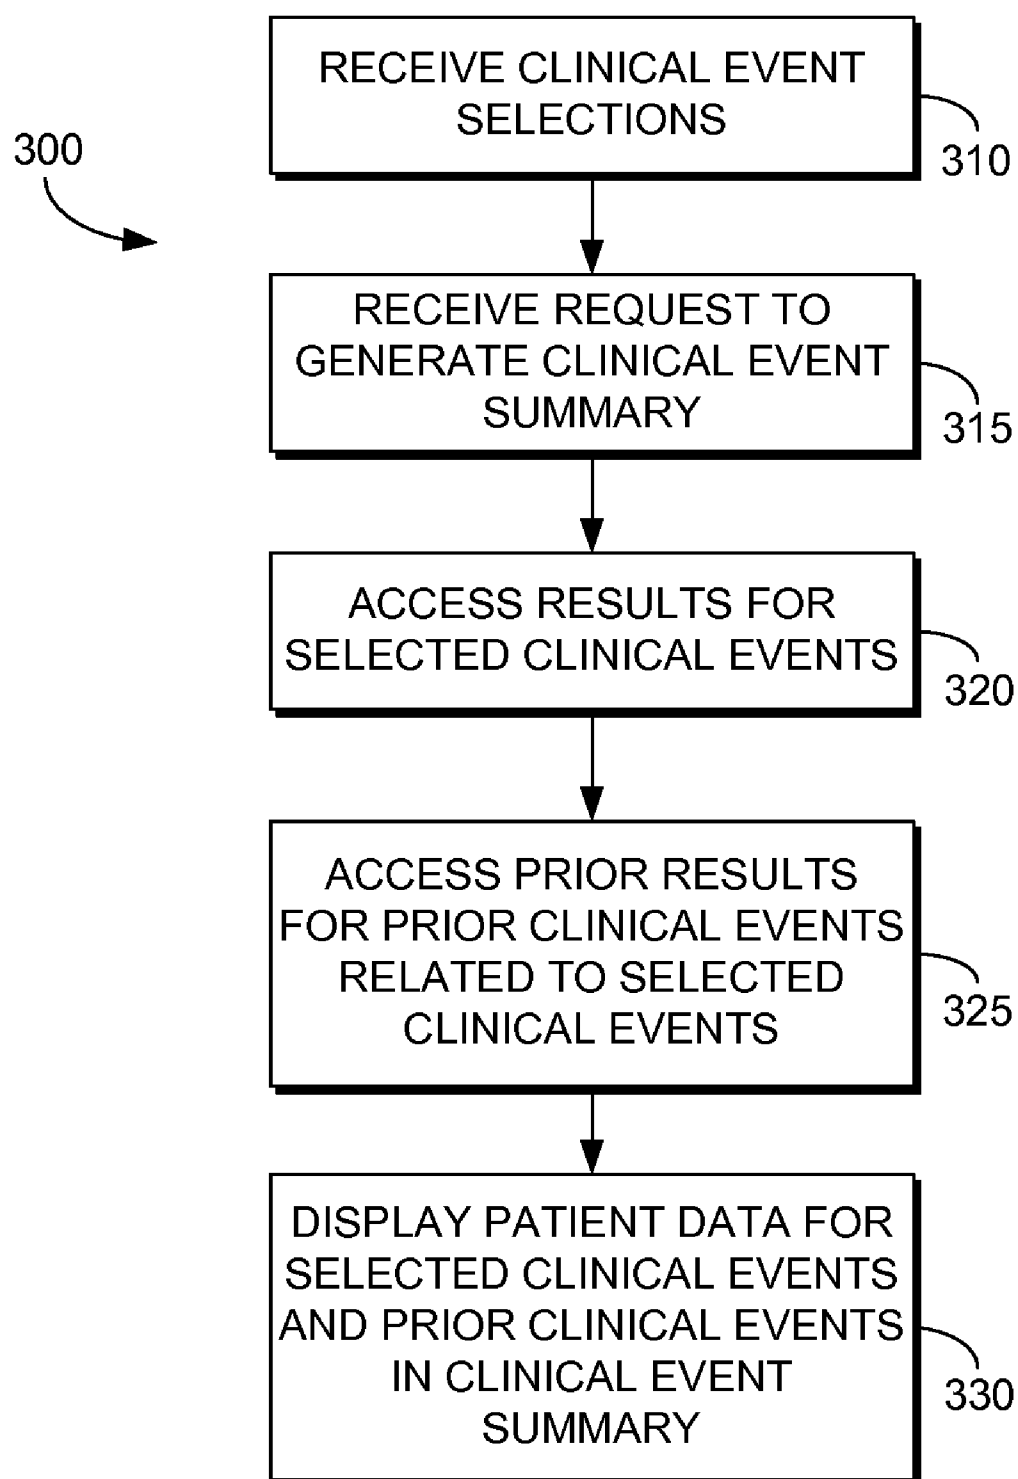 RECEIVE CLINICAL EVENT
SELECTIONS
310
300
RECEIVE REQUEST TO
GENERATE CLINICAL EVENT
SUMMARY
315
ACCESS RESULTS FOR
SELECTED CLINICAL EVENTS
320
ACCESS PRIOR RESULTS
FOR PRIOR CLINICAL EVENTS
RELATED TO SELECTED
CLINICAL EVENTS
325
DISPLAY PATIENT DATA FOR
SELECTED CLINICAL EVENTS
AND PRIOR CLINICAL EVENTS
IN CLINICAL EVENT
SUMMARY
330